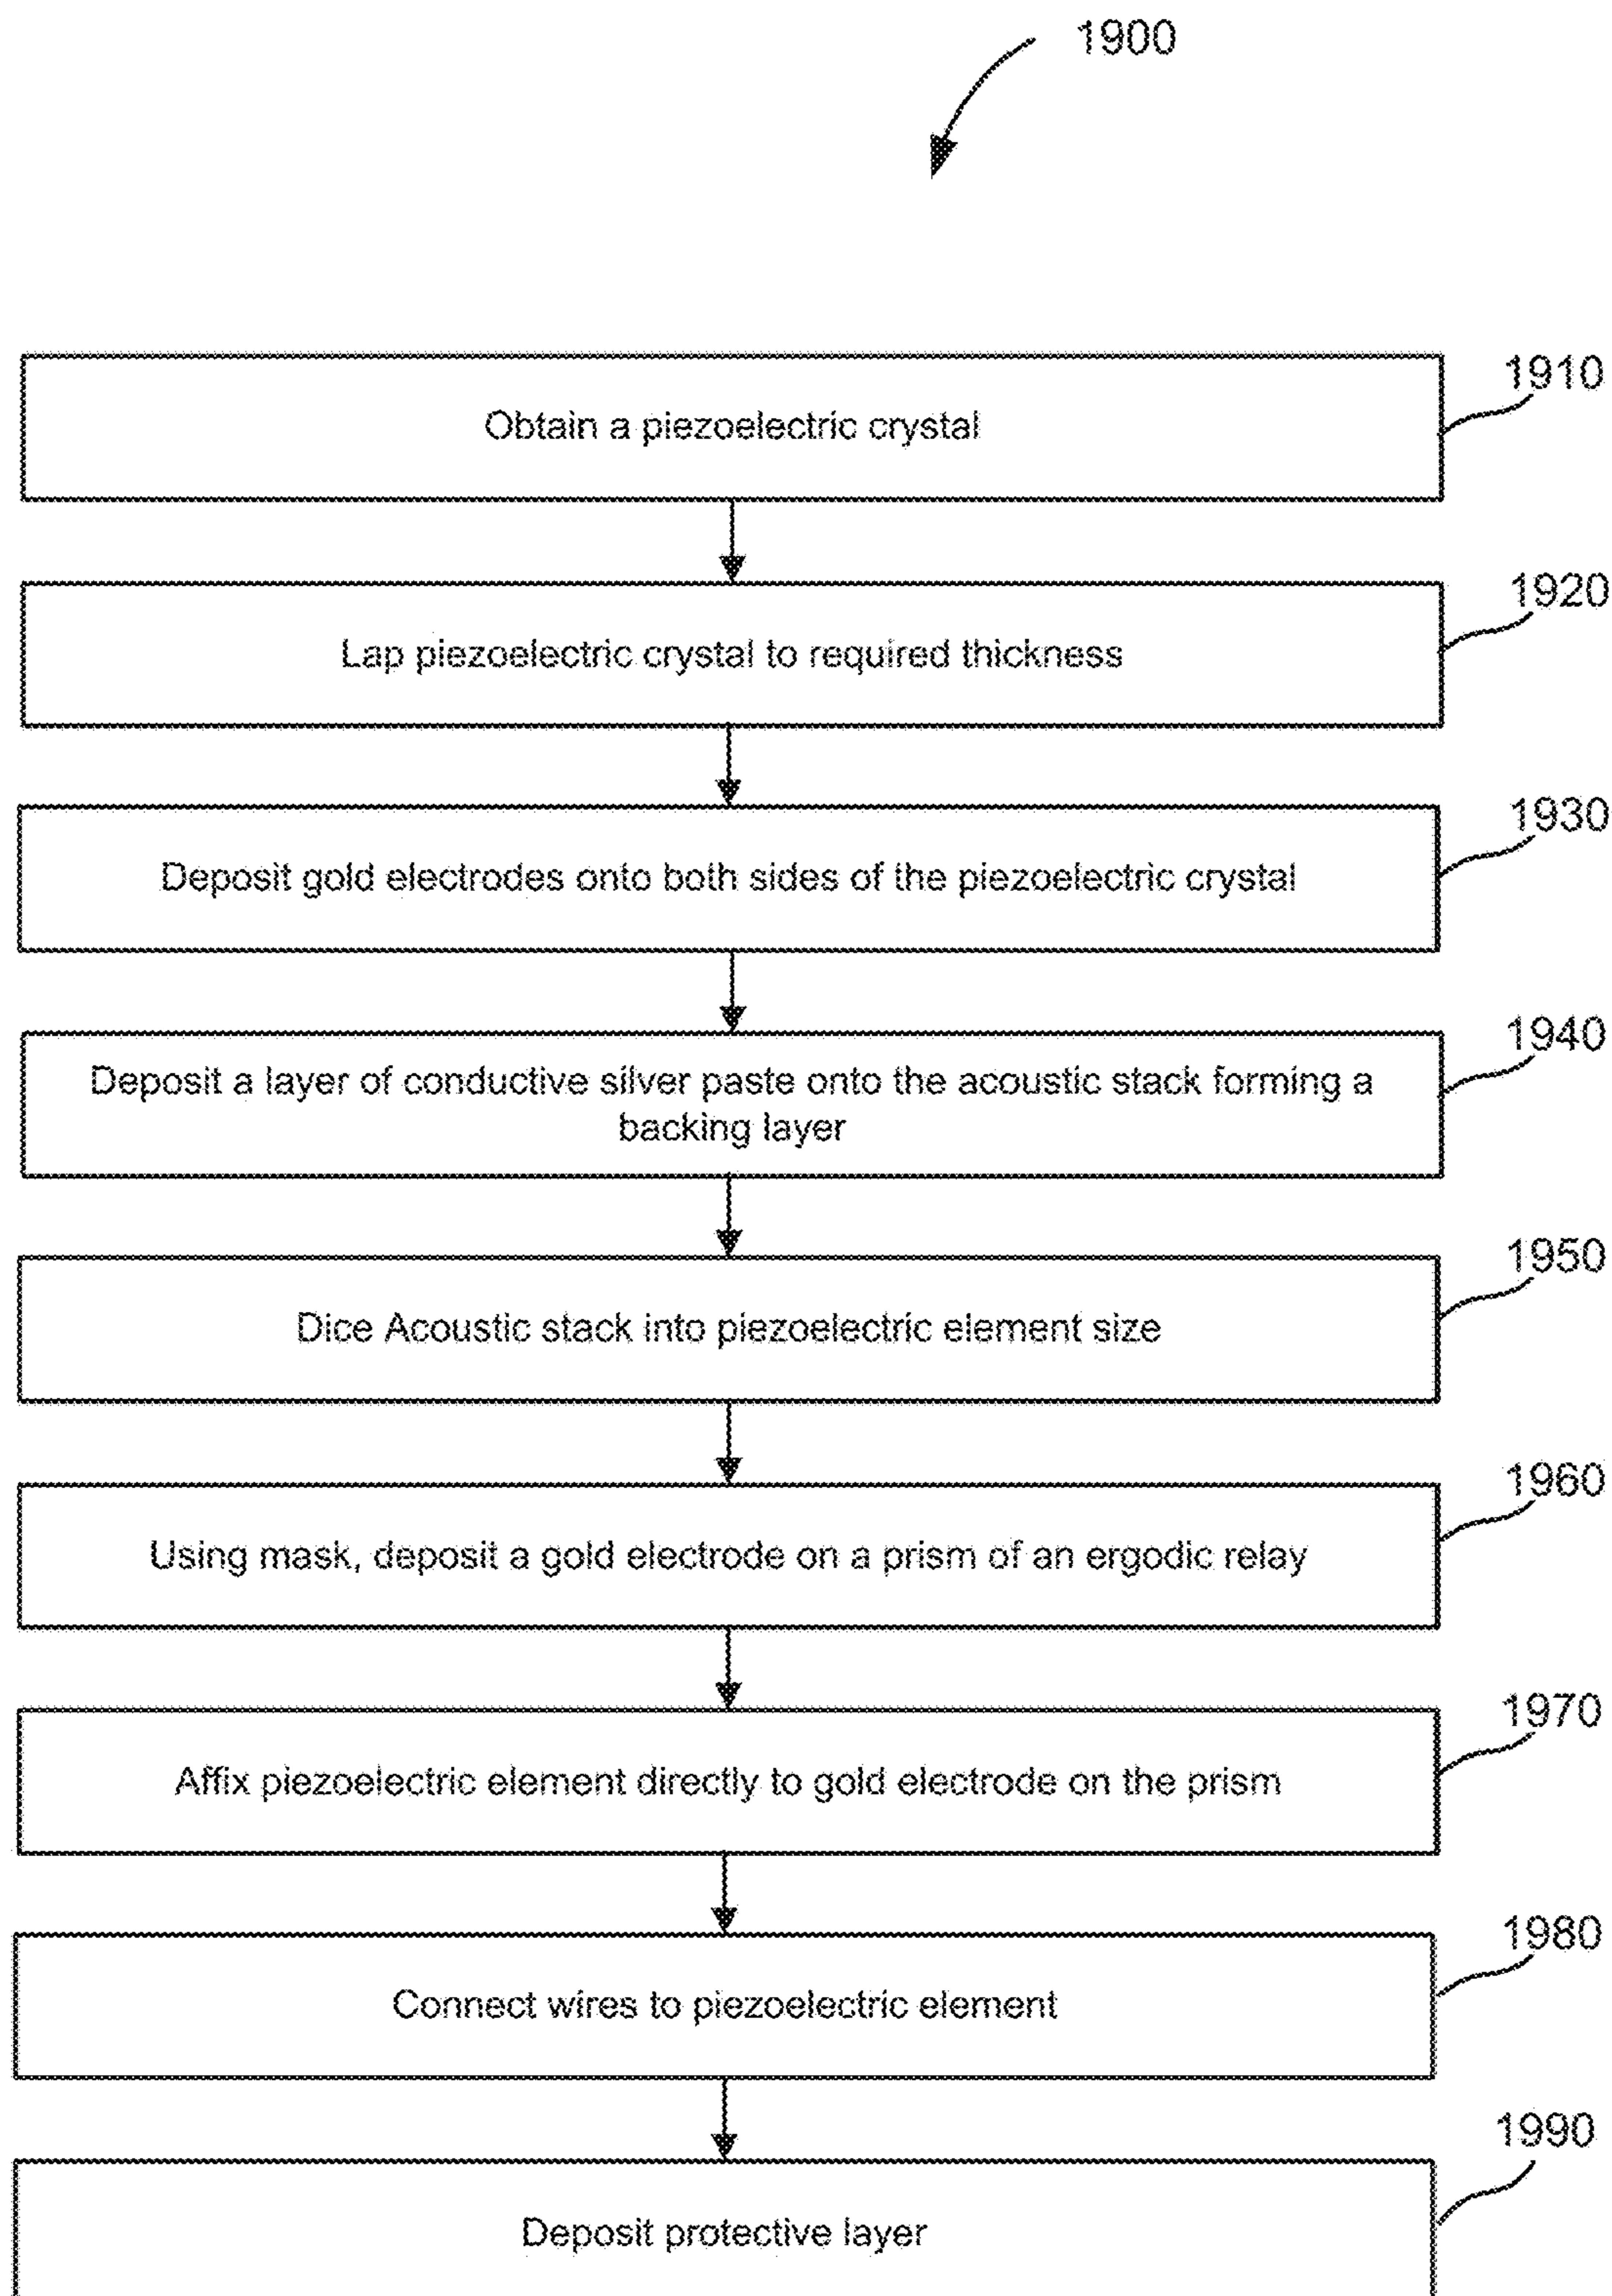 1900
1910
Obtain a piezoelectric crystal
1920
Lap piezoelectric crystal to required thickness
1930
Deposit gold electrodes onto both sides of the piezoelectric crystal
1940
Deposit a layer of conductive silver paste onto the acoustic stack forming a
backing layer
1950
Dice Acoustic stack into piezoelectric element size
1960
Using mask, deposit a gold electrode on a prism of an ergodic relay
1970
Affix piezoelectric element directly to gold electrode on the prism
1980
Connect wires to piezoelectric element
1990
Deposit protective layer